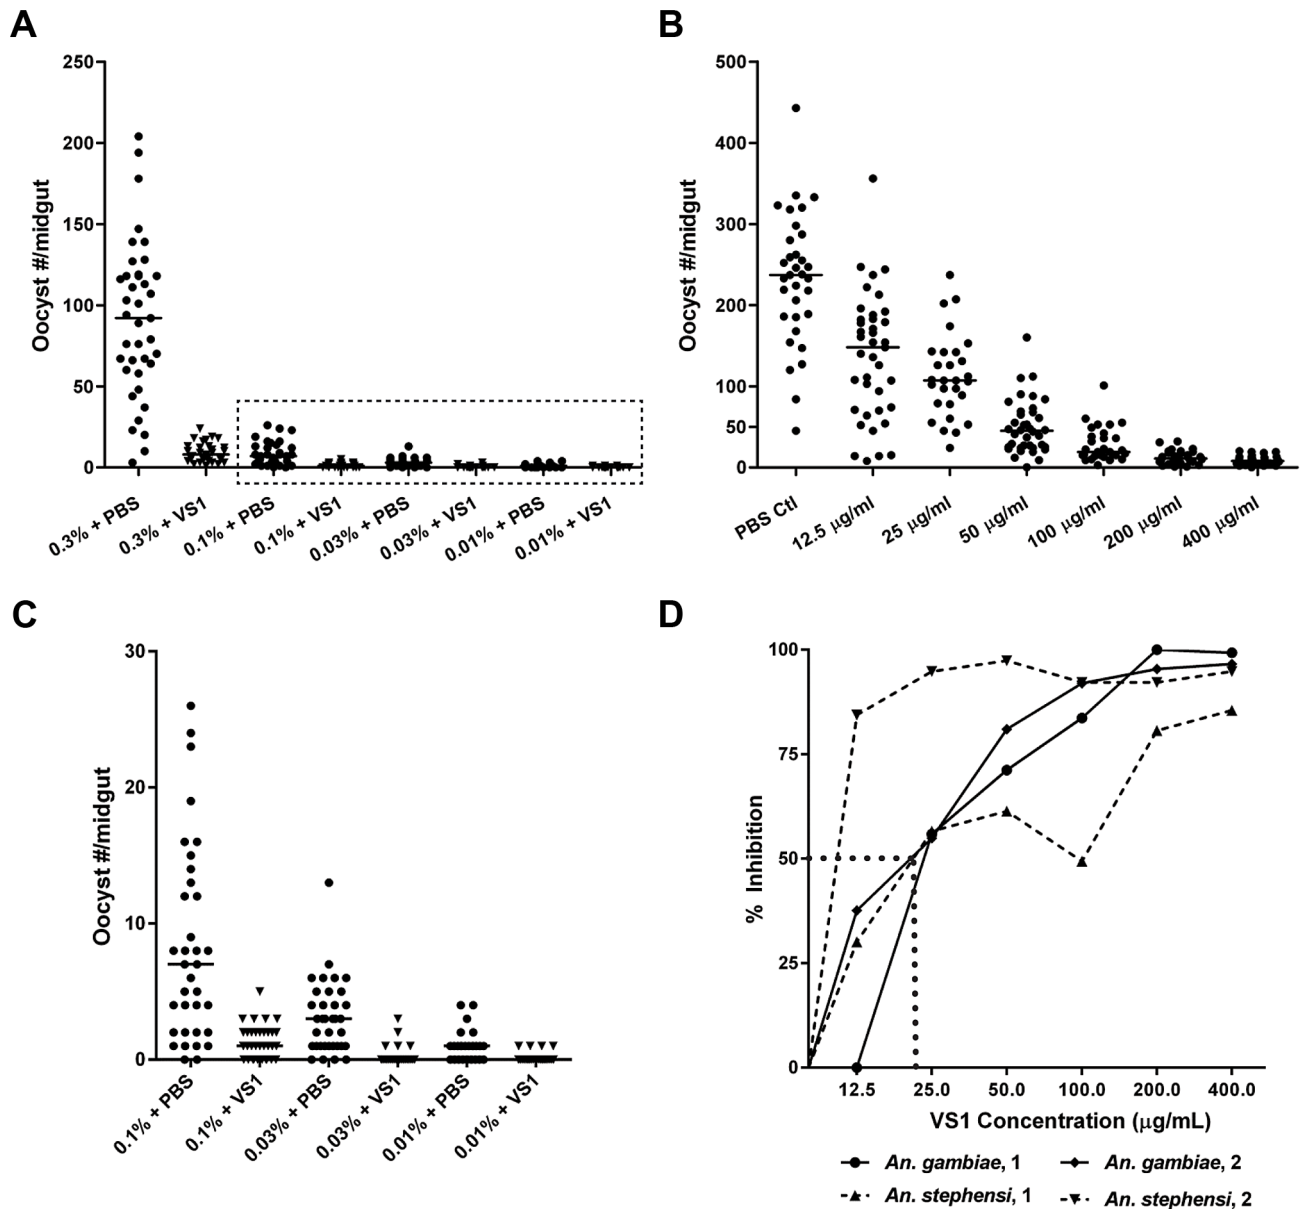 A
250
200
150
100
50
0
Oocyst #/midgut
0.3% + PBS
0.3% + VS1
0.1% + PBS
0.1% + VS1
0.03% + PBS
0.03% + VS1
0.01% + PBS
0.01% + VS1
B
500
400
300
200
100
50
0
Oocyst #/midgut
PBS Ctl
12.5 µg/ml
25 µg/ml
50 µg/ml
100 µg/ml
200 µg/ml
400 µg/ml
C
30
20
10
0
Oocyst #/midgut
0.1% + PBS
0.1% + VS1
0.03% + PBS
0.03% + VS1
0.01% + PBS
0.01% + VS1
D
100
75
50
25
0
% Inhibition
12.5 25.0 50.0 100.0 200.0 400.0
VS1 Concentration (µg/mL)
An. gambiae, 1 An. gambiae, 2
An. stephensi, 1 An. stephensi, 2